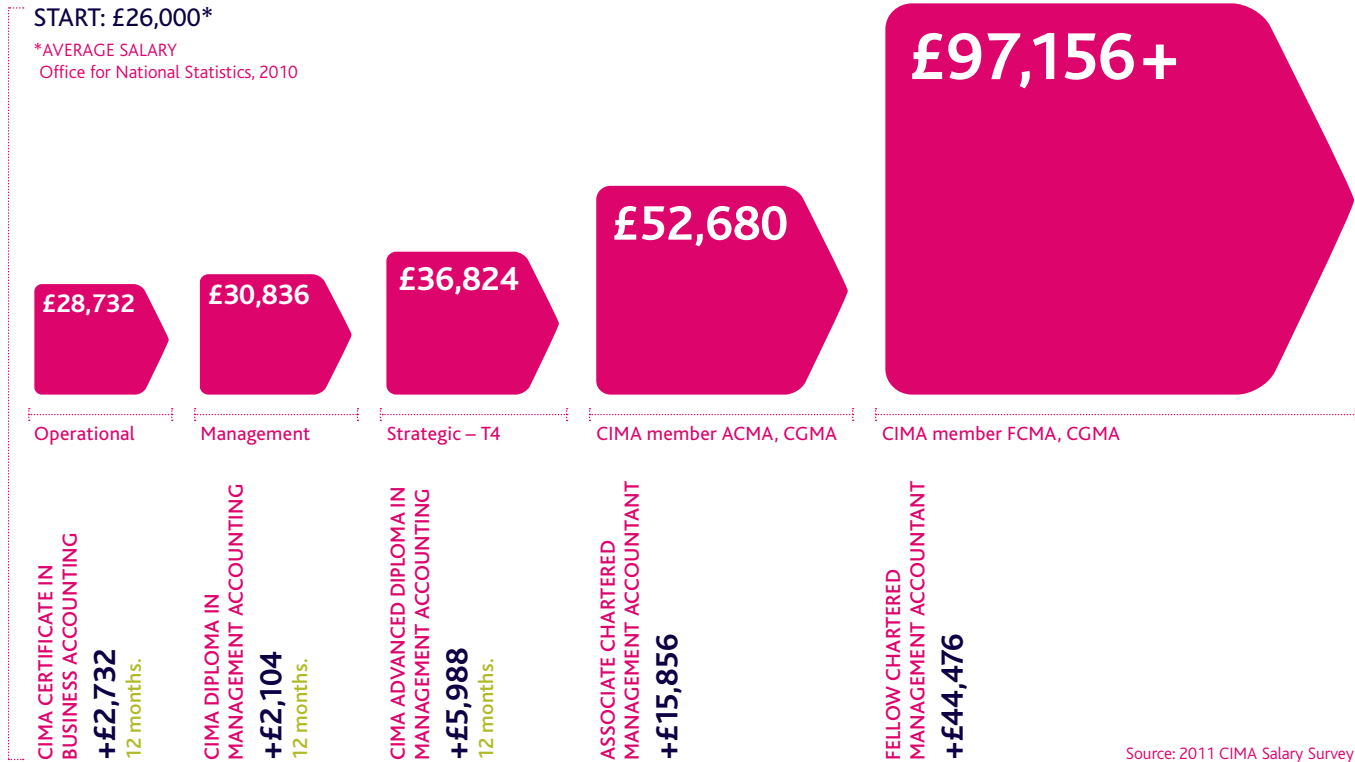 START: £26,000*
*AVERAGE SALARY
Office for National Statistics, 2010
£28,732
£30,836
£36,824
£52,680
£97,156+
Operational
Management
Strategic – T4
CIMA member ACMA, CGMA
CIMA member FCMA, CGMA
CIMA CERTIFICATE IN
BUSINESS ACCOUNTING
+£2,732
12 months.
CIMA DIPLOMA IN
MANAGEMENT ACCOUNTING
+£2,104
12 months.
CIMA ADVANCED DIPLOMA IN
MANAGEMENT ACCOUNTING
+£5,988
12 months.
ASSOCIATE CHARTERED
MANAGEMENT ACCOUNTANT
+£15,856
FELLOW CHARTERED
MANAGEMENT ACCOUNTANT
+£44,476
Source: 2011 CIMA Salary Survey